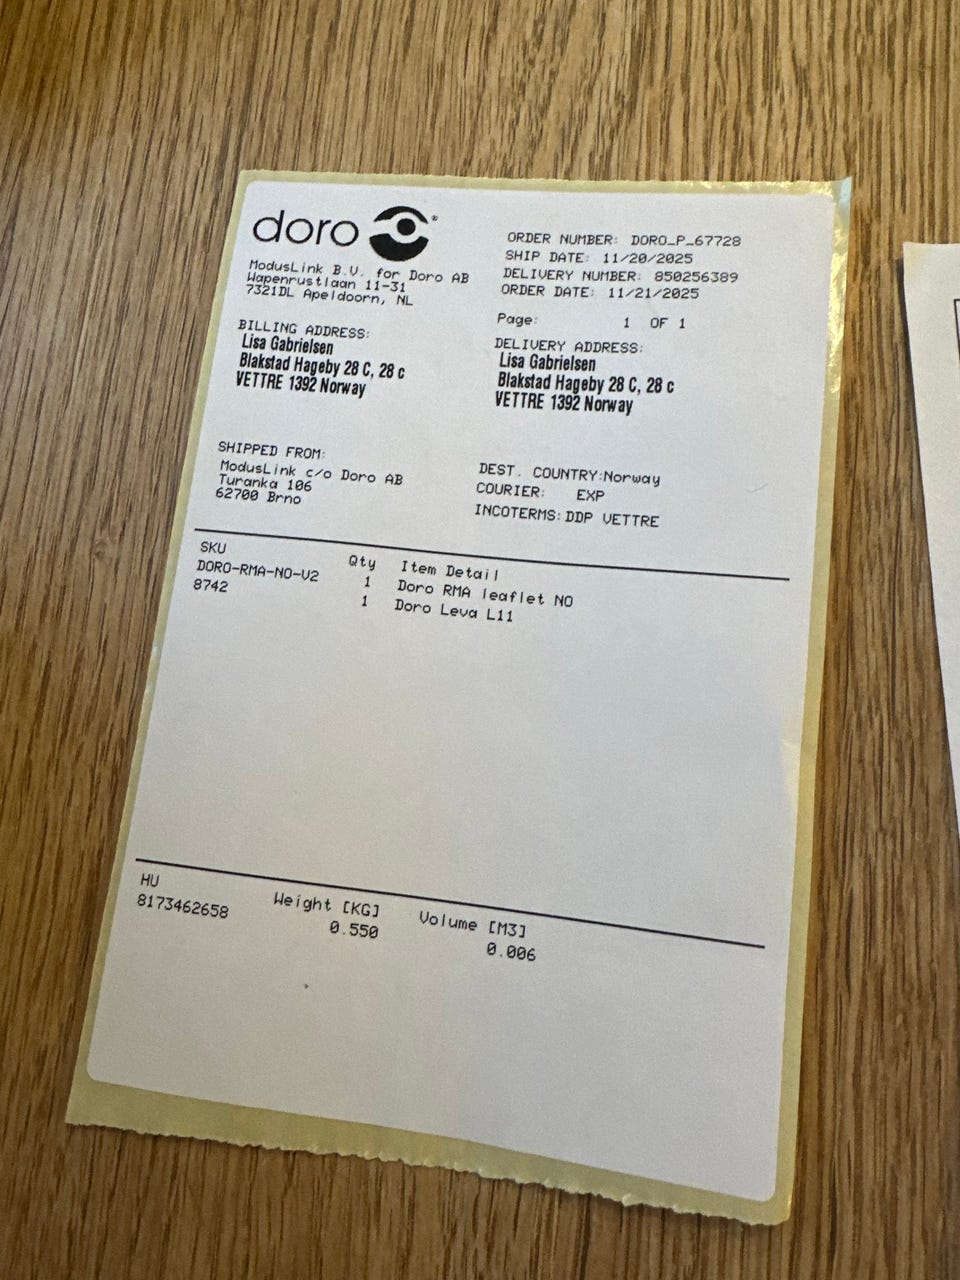 doro
ModusLink B.V. for Doro AB
Wapenrustlaan 11-31
7321DL Apeldoorn, NL
ORDER NUMBER: DORO_P_67728
SHIP DATE: 11/20/2025
DELIVERY NUMBER: 850256389
ORDER DATE: 11/21/2025
Page: 1 OF 1
BILLING ADDRESS:
Lisa Gabrielsen
Blakstad Hageby 28 C, 28 c
VETTRE 1392 Norway
DELIVERY ADDRESS:
Lisa Gabrielsen
Blakstad Hageby 28 C, 28 c
VETTRE 1392 Norway
SHIPPED FROM:
ModusLink c/o Doro AB
Turanka 106
62700 Brno
DEST. COUNTRY:Norway
COURIER: EXP
INCOTERMS: DDP VETTRE
SKU Qty Item Detail
DORO-RMA-NO-V2 1 Doro RMA leaflet NO
8742 1 Doro Leva L11
HU Weight [KG] Volume [M3]
8173462658 0.550 0.006